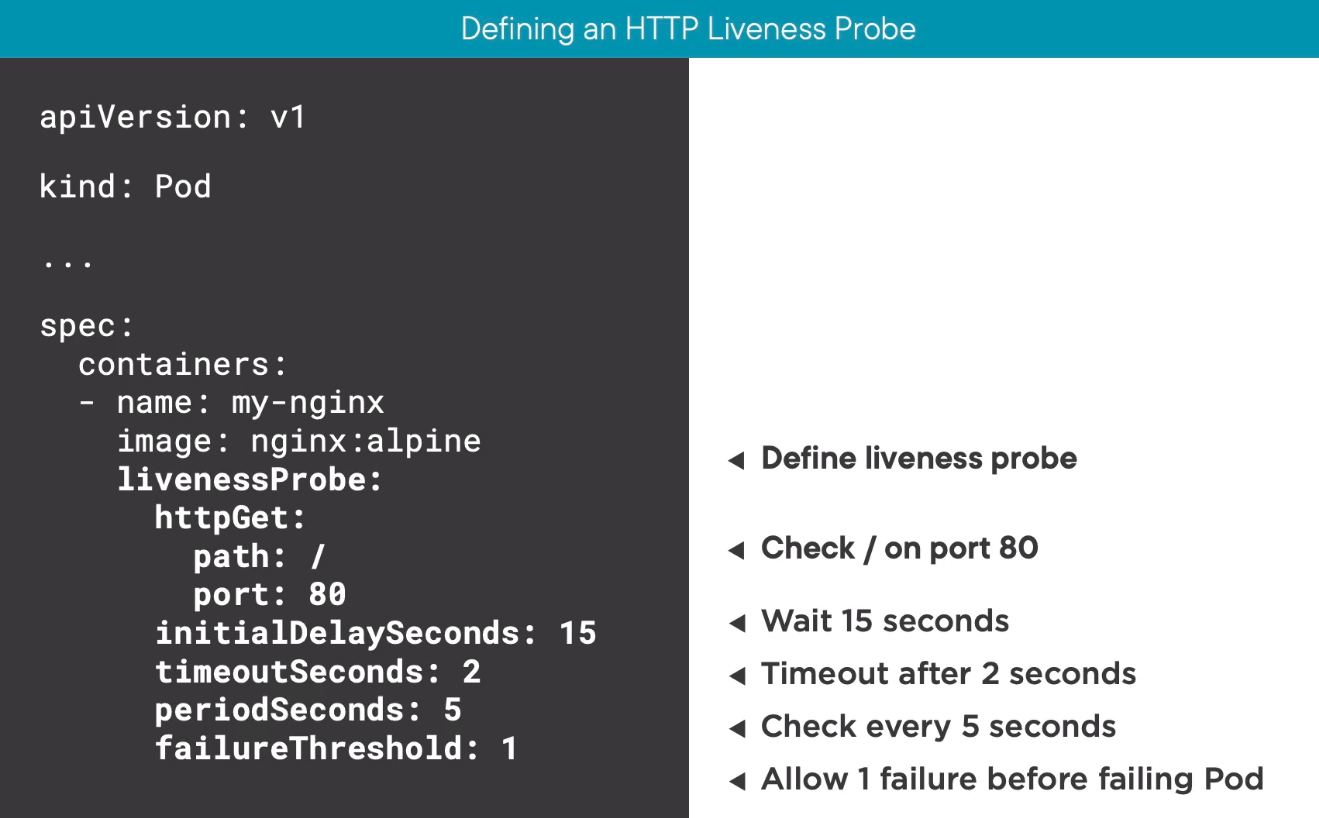 Defining an HTTP Liveness Probe
apiVersion: v1
kind: Pod
...
spec:
  containers:
  - name: my-nginx
    image: nginx:alpine
    livenessProbe:
      httpGet:
        path: /
        port: 80
      initialDelaySeconds: 15
      timeoutSeconds: 2
      periodSeconds: 5
      failureThreshold: 1
◄ Define liveness probe
◄ Check / on port 80
◄ Wait 15 seconds
◄ Timeout after 2 seconds
◄ Check every 5 seconds
◄ Allow 1 failure before failing Pod